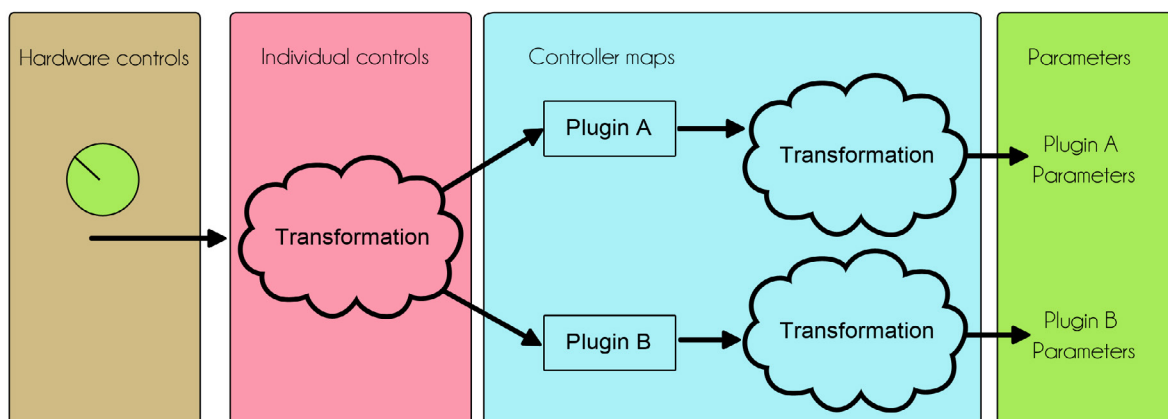 Hardware controls
Individual controls
Controller maps
Parameters
Transformation
Plugin A
Transformation
Plugin A
Parameters
Plugin B
Transformation
Plugin B
Parameters